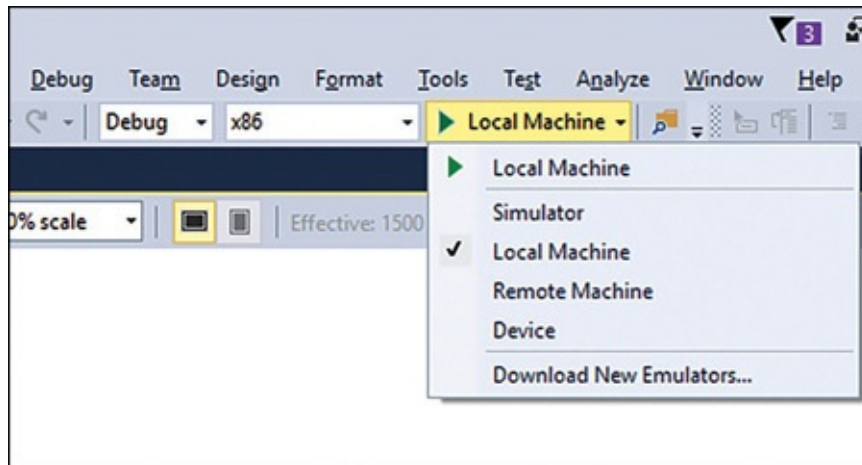 3
Debug Team Design Format Tools Test Analyze Window Help
Debug x86 Local Machine
Local Machine
0% scale Effective: 1500
Simulator
Local Machine
Remote Machine
Device
Download New Emulators...